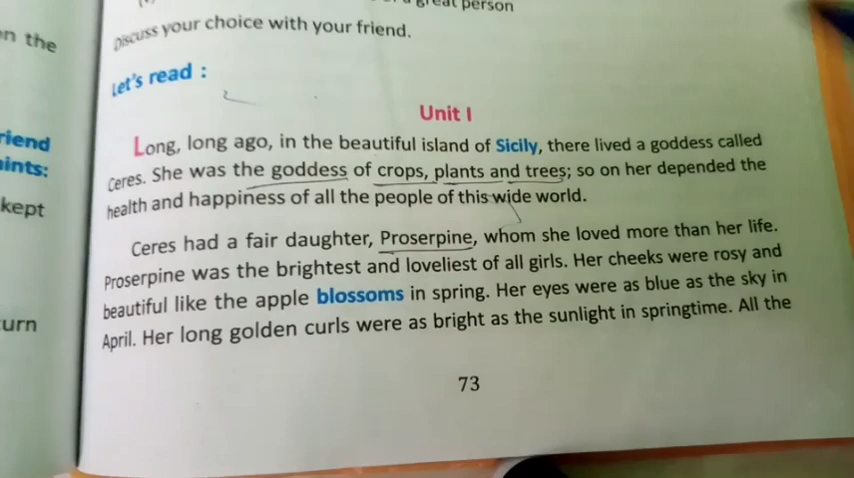 great person
on the
Discuss your choice with your friend.
Let's read :
Unit I
riend
Long, long ago, in the beautiful island of Sicily, there lived a goddess called
ints:
Ceres. She was the goddess of crops, plants and trees; so on her depended the
kept
health and happiness of all the people of this wide world.
Ceres had a fair daughter, Proserpine, whom she loved more than her life.
Proserpine was the brightest and loveliest of all girls. Her cheeks were rosy and
beautiful like the apple blossoms in spring. Her eyes were as blue as the sky in
urn
April. Her long golden curls were as bright as the sunlight in springtime. All the
73